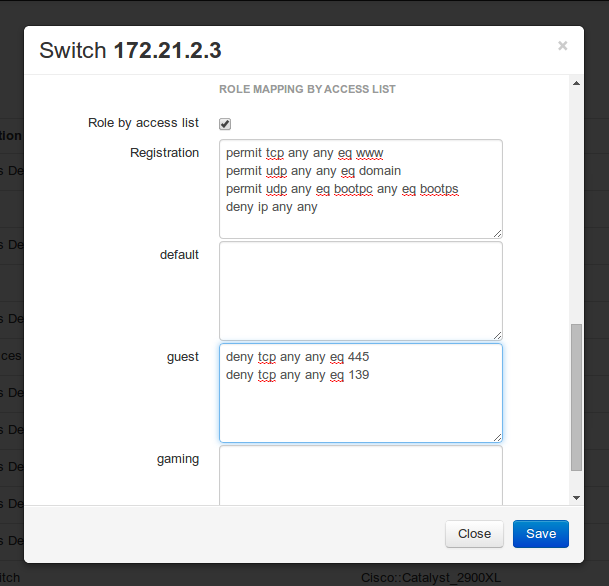 Switch 172.21.2.3
×
ROLE MAPPING BY ACCESS LIST
Role by access list
Registration
permit tcp any any eq www
permit udp any any eq domain
permit udp any eq bootpc any eq bootps
deny ip any any
default
guest
deny tcp any any eq 445
deny tcp any any eq 139
gaming
Close
Save
tion
s De
s De
s De
ices
s De
s De
s De
s De
s De
itch
Cisco::Catalyst_2900XL